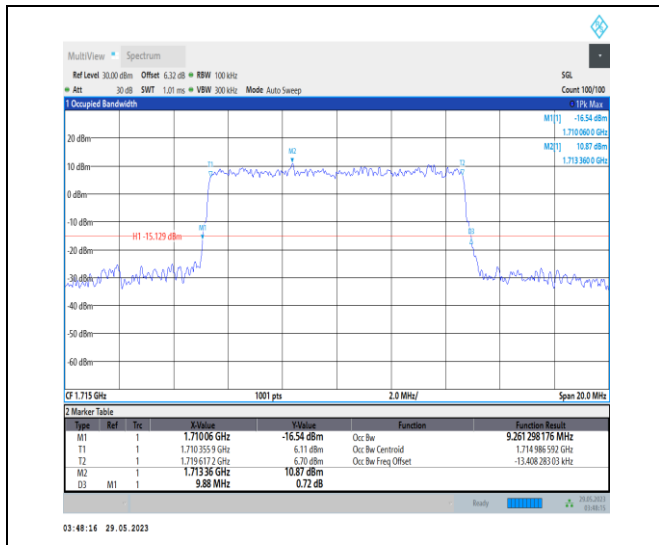 MultiView Spectrum
Ref Level 30.00 dBm Offset 6.32 dB RBW 100 kHz SGL
Att 30 dB SWT 1.01 ms VBW 300 kHz Mode Auto Sweep Count 100/100
1 Occupied Bandwidth 1Pk Max
M1[1] -16.54 dBm
1.710 060 0 GHz
M2[1] 10.87 dBm
1.713 360 0 GHz
20 dBm
M2
T1 T2
10 dBm
0 dBm
-10 dBm
M1 D3
H1 -15.129 dBm
-20 dBm
-30 dBm
-40 dBm
-50 dBm
-60 dBm
CF 1.715 GHz 1001 pts 2.0 MHz/ Span 20.0 MHz
2 Marker Table
Type Ref Trc X-Value Y-Value Function Function Result
M1 1 1.71006 GHz -16.54 dBm Occ Bw 9.261 298 176 MHz
T1 1 1.710 355 9 GHz 6.11 dBm Occ Bw Centroid 1.714 986 592 GHz
T2 1 1.719 617 2 GHz 6.70 dBm Occ Bw Freq Offset -13.408 283 03 kHz
M2 1 1.71336 GHz 10.87 dBm
D3 M1 1 9.88 MHz 0.72 dB
Ready 29.05.2023
03:48:15
03:48:16 29.05.2023